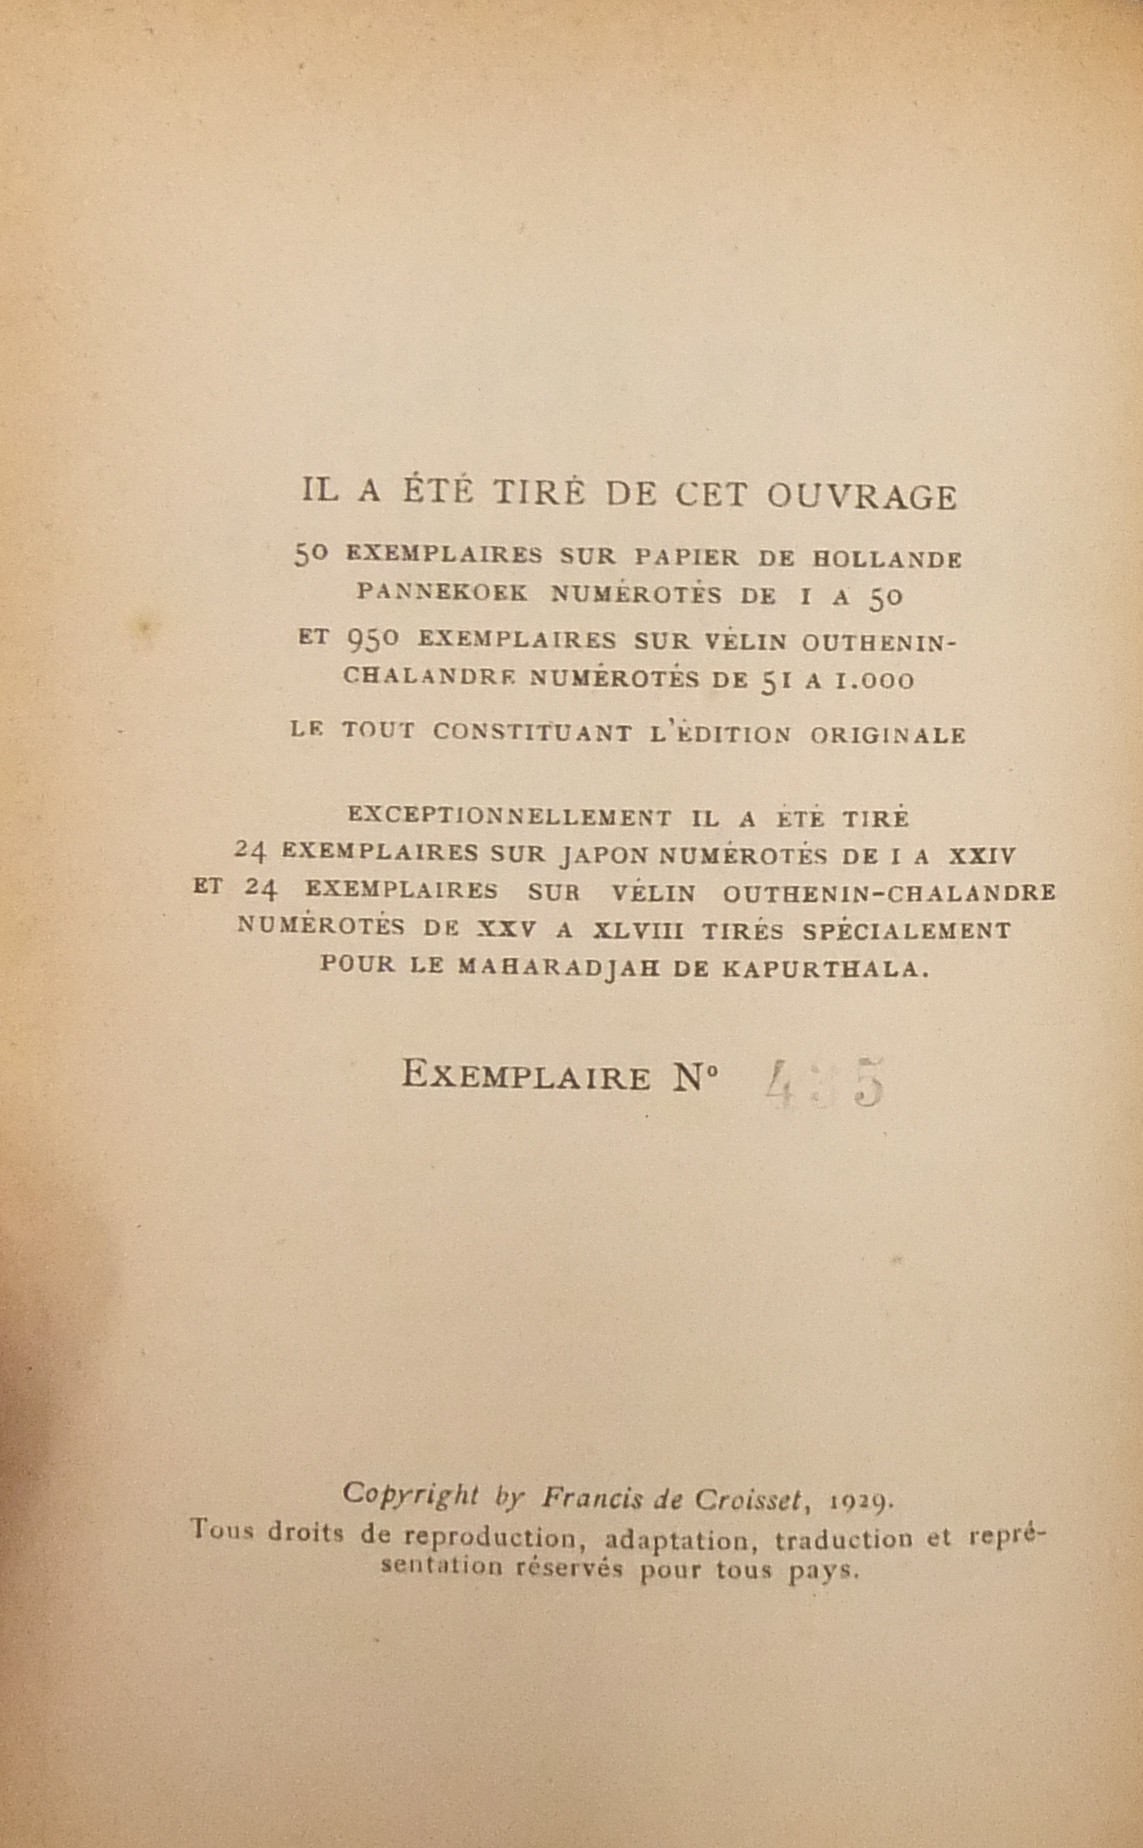 IL A ÉTÉ TIRÉ DE CET OUVRAGE
50 EXEMPLAIRES SUR PAPIER DE HOLLANDE
PANNEKOEK NUMÉROTÉS DE I A 50
ET 950 EXEMPLAIRES SUR VÉLIN OUTHENIN-
CHALANDRE NUMÉROTÉS DE 51 A 1.000
LE TOUT CONSTITUANT L'ÉDITION ORIGINALE
EXCEPTIONNELLEMENT IL A ÉTÉ TIRÉ
24 EXEMPLAIRES SUR JAPON NUMÉROTÉS DE I A XXIV
ET 24 EXEMPLAIRES SUR VÉLIN OUTHENIN-CHALANDRE
NUMÉROTÉS DE XXV A XLVIII TIRÉS SPÉCIALEMENT
POUR LE MAHARADJAH DE KAPURTHALA.
EXEMPLAIRE Nº 435
Copyright by Francis de Croisset, 1929.
Tous droits de reproduction, adaptation, traduction et repré-
sentation réservés pour tous pays.